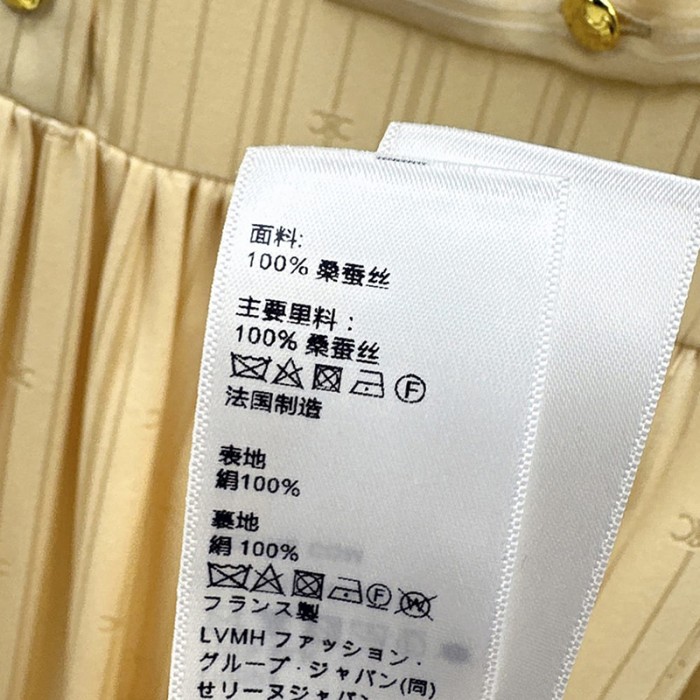 面料:
100% 桑蚕丝
主要里料：
100% 桑蚕丝
F
法国制造
表地
絹100%
裏地
絹 100%
F W
フランス製
LVMH ファッション・
グループ・ジャパン(同)
せリーヌジャパン